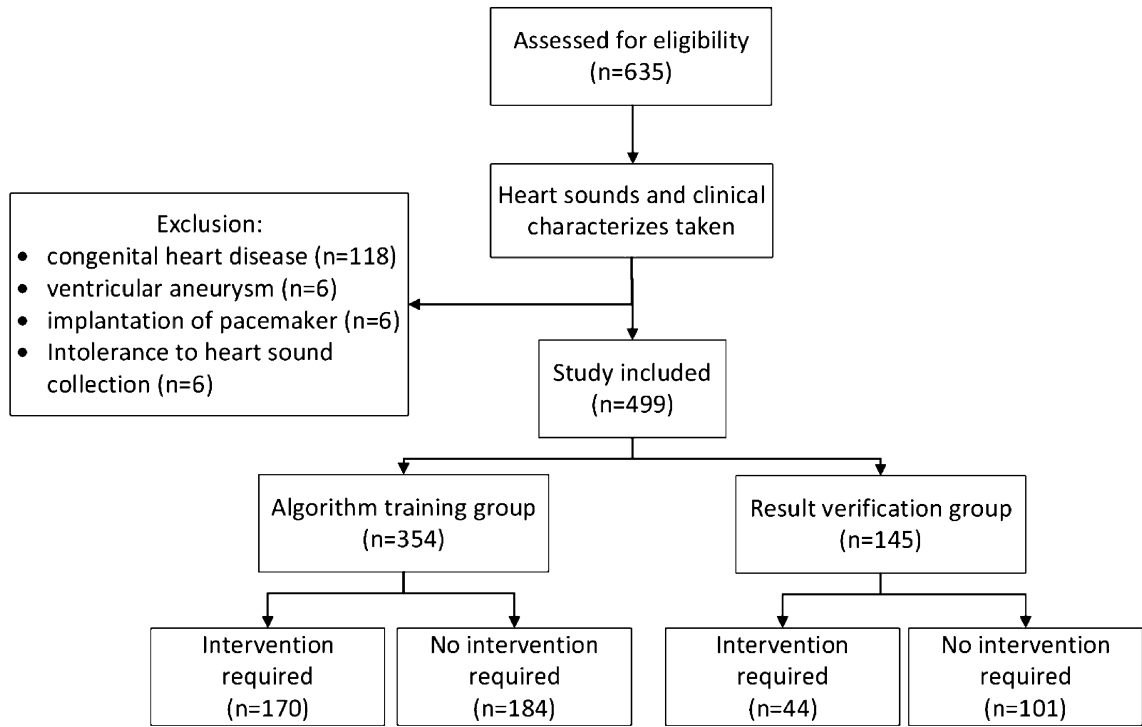 Assessed for eligibility
(n=635)
Heart sounds and clinical
characterizes taken
Exclusion:
• congenital heart disease (n=118)
• ventricular aneurysm (n=6)
• implantation of pacemaker (n=6)
• Intolerance to heart sound
collection (n=6)
Study included
(n=499)
Algorithm training group
(n=354)
Result verification group
(n=145)
Intervention
required
(n=170)
No intervention
required
(n=184)
Intervention
required
(n=44)
No intervention
required
(n=101)